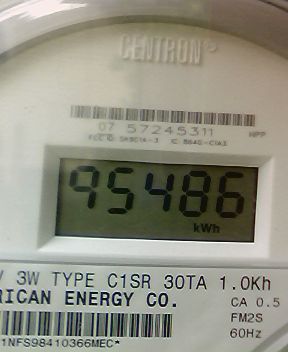 CENTRON®
07 57245311 HPP
95486
kWh
V 3W TYPE C1SR 30TA 1.0Kh
RICAN ENERGY CO. CA 0.5
FM2S
60Hz
1NFS98410366MEC*